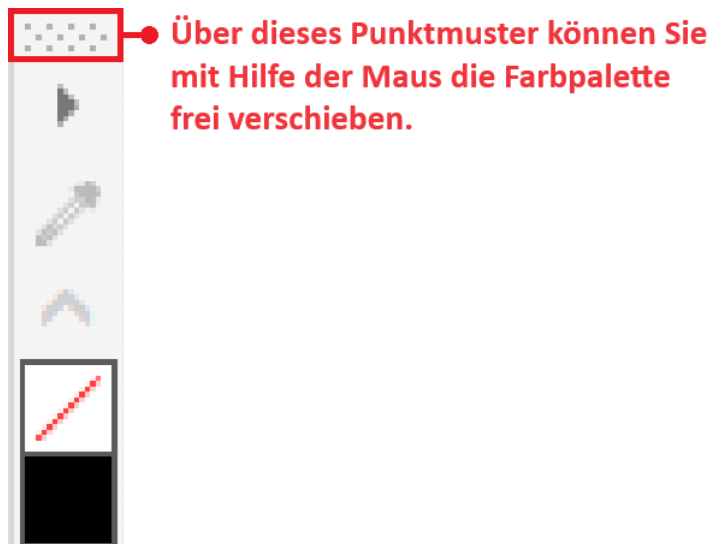 Über dieses Punktmuster können Sie
mit Hilfe der Maus die Farbpalette
frei verschieben.